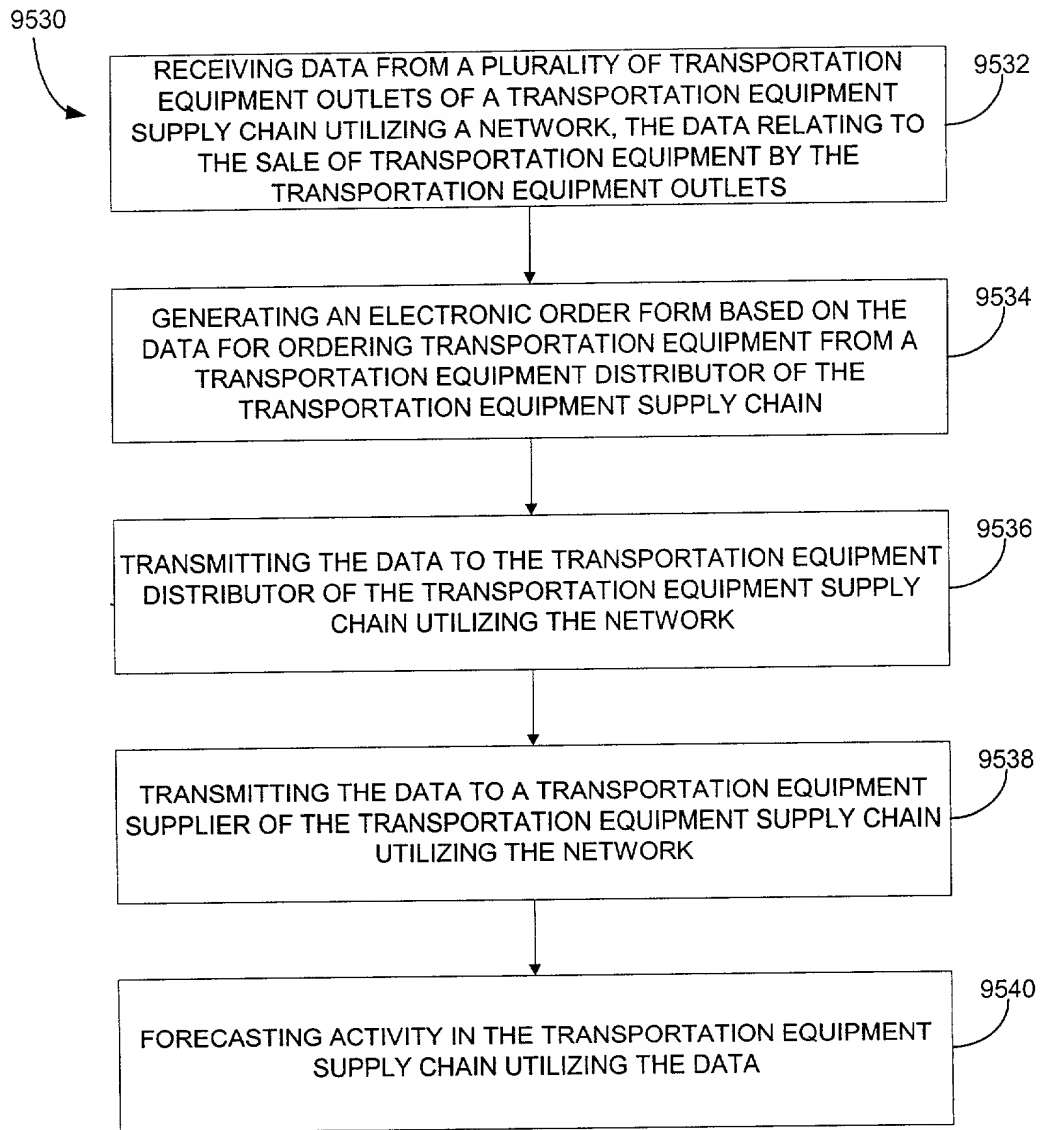 9530
RECEIVING DATA FROM A PLURALITY OF TRANSPORTATION
EQUIPMENT OUTLETS OF A TRANSPORTATION EQUIPMENT
SUPPLY CHAIN UTILIZING A NETWORK, THE DATA RELATING TO
THE SALE OF TRANSPORTATION EQUIPMENT BY THE
TRANSPORTATION EQUIPMENT OUTLETS
9532
GENERATING AN ELECTRONIC ORDER FORM BASED ON THE
DATA FOR ORDERING TRANSPORTATION EQUIPMENT FROM A
TRANSPORTATION EQUIPMENT DISTRIBUTOR OF THE
TRANSPORTATION EQUIPMENT SUPPLY CHAIN
9534
TRANSMITTING THE DATA TO THE TRANSPORTATION EQUIPMENT
DISTRIBUTOR OF THE TRANSPORTATION EQUIPMENT SUPPLY
CHAIN UTILIZING THE NETWORK
9536
TRANSMITTING THE DATA TO A TRANSPORTATION EQUIPMENT
SUPPLIER OF THE TRANSPORTATION EQUIPMENT SUPPLY CHAIN
UTILIZING THE NETWORK
9538
FORECASTING ACTIVITY IN THE TRANSPORTATION EQUIPMENT
SUPPLY CHAIN UTILIZING THE DATA
9540